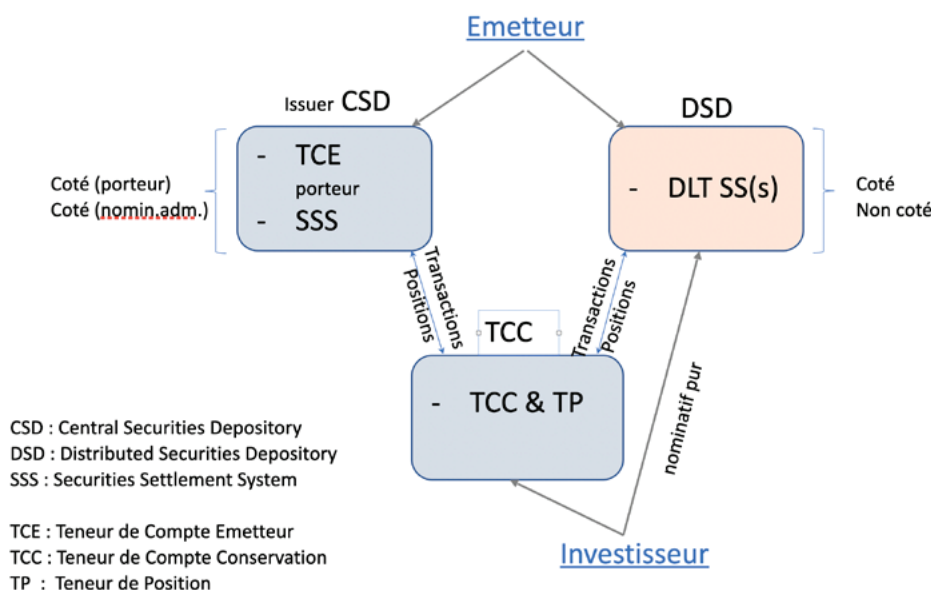 Emetteur
Issuer CSD
DSD
- TCE
porteur
- SSS
- DLT SS(s)
Coté (porteur)
Coté (nomin.adm.)
Coté
Non coté
Transactions
Positions
Transactions
Positions
TCC
- TCC & TP
nominatif pur
CSD : Central Securities Depository
DSD : Distributed Securities Depository
SSS : Securities Settlement System
TCE : Teneur de Compte Emetteur
TCC : Teneur de Compte Conservation
TP : Teneur de Position
Investisseur